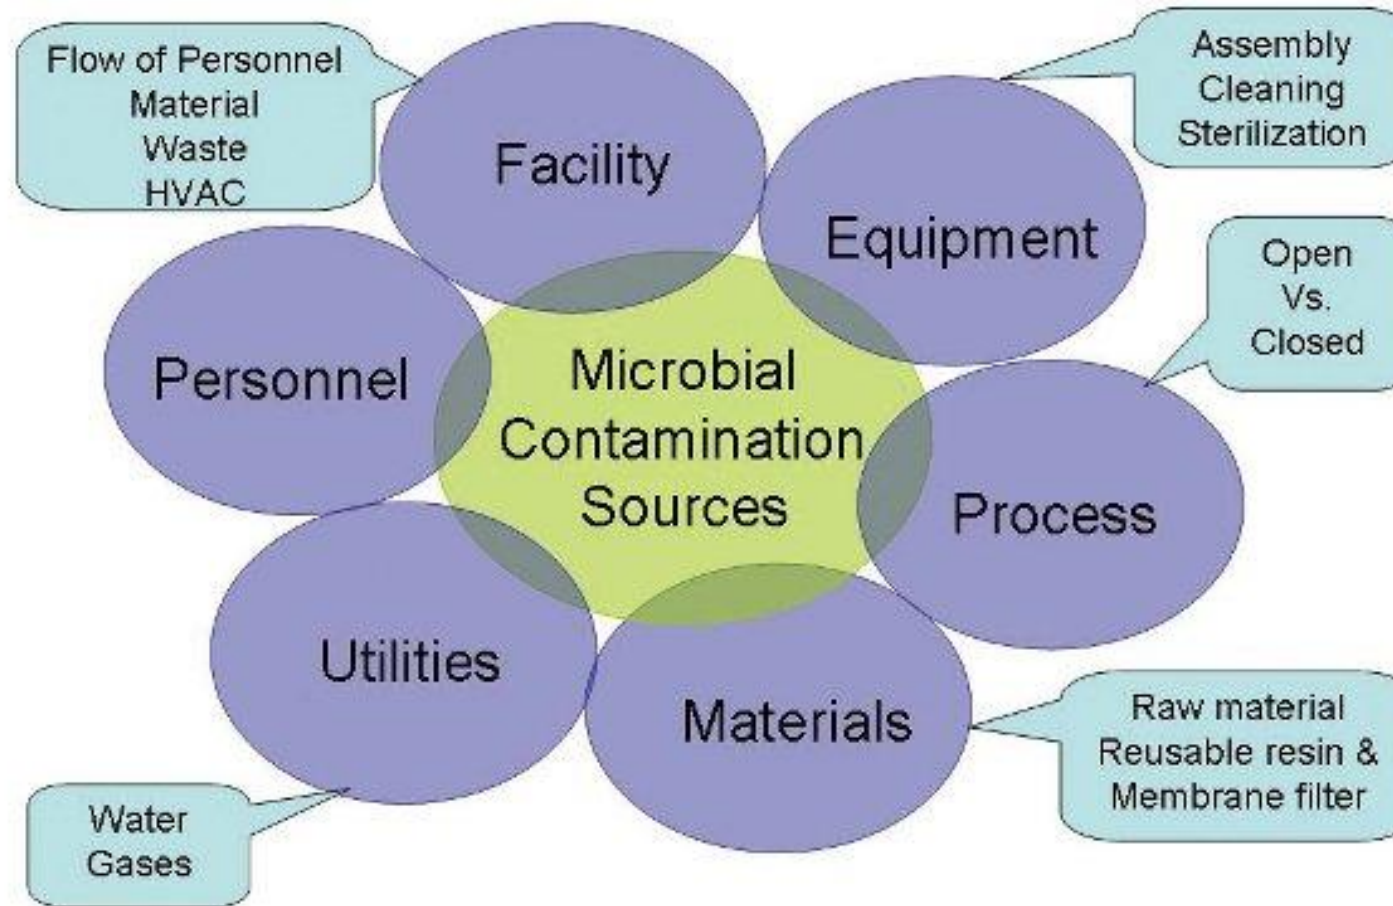 Flow of Personnel
Material
Waste
HVAC
Facility
Assembly
Cleaning
Sterilization
Equipment
Open
Vs.
Closed
Personnel
Microbial
Contamination
Sources
Process
Utilities
Materials
Raw material
Reusable resin &
Membrane filter
Water
Gases